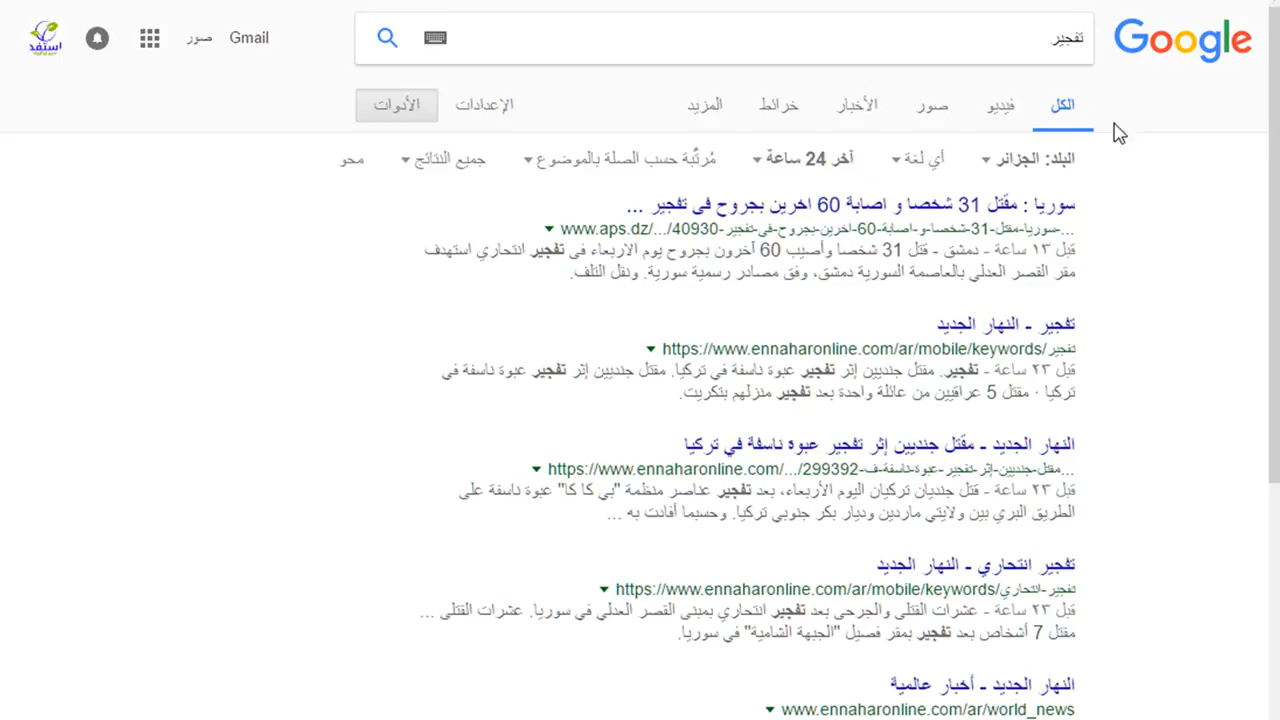 Google
تفجير
Gmail
صور
استفد
الكل
فيديو
صور
الأخبار
خرائط
المزيد
الإعدادات
الأدوات
البلد: الجزائر
أي لغة
آخر 24 ساعة
مُرتَّبة حسب الصلة بالموضوع
جميع النتائج
محو
سوريا : مقتل 31 شخصا و اصابة 60 اخرين بجروح فى تفجير ...
www.aps.dz/.../40930-سوريا-مقتل-31-شخصا-و-اصابة-60-اخرين-بجروح-فى-تفجير...
قبل ١٣ ساعة - دمشق - قتل 31 شخصا وأصيب 60 آخرون بجروح يوم الاربعاء فى تفجير انتحاري استهدف
مقر القصر العدلي بالعاصمة السورية دمشق، وفق مصادر رسمية سورية. ونقل التلف.
تفجير - النهار الجديد
https://www.ennaharonline.com/ar/mobile/keywords/تفجير
قبل ٢٣ ساعة - تفجير. مقتل جنديين إثر تفجير عبوة ناسفة في تركيا. مقتل جنديين إثر تفجير عبوة ناسفة في
تركيا · مقتل 5 عراقيين من عائلة واحدة بعد تفجير منزلهم بتكريت.
النهار الجديد - مقتل جنديين إثر تفجير عبوة ناسفة في تركيا
https://www.ennaharonline.com/.../299392-مقتل-جنديين-إثر-تفجير-عبوة-ناسفة-ف...
قبل ٢٣ ساعة - قتل جنديان تركيان اليوم الأربعاء، بعد تفجير عناصر منظمة "بي كا كا" عبوة ناسفة على
الطريق البري بين ولايتي ماردين وديار بكر جنوبي تركيا. وحسبما أفادت به ...
تفجير انتحاري - النهار الجديد
https://www.ennaharonline.com/ar/mobile/keywords/تفجير-انتحاري
قبل ٢٣ ساعة - عشرات القتلى والجرحى بعد تفجير انتحاري بمبنى القصر العدلي في سوريا. عشرات القتلى ...
مقتل 7 أشخاص بعد تفجير بمقر فصيل "الجبهة الشامية" في سوريا.
النهار الجديد - أخبار عالمية
www.ennaharonline.com/ar/world_news